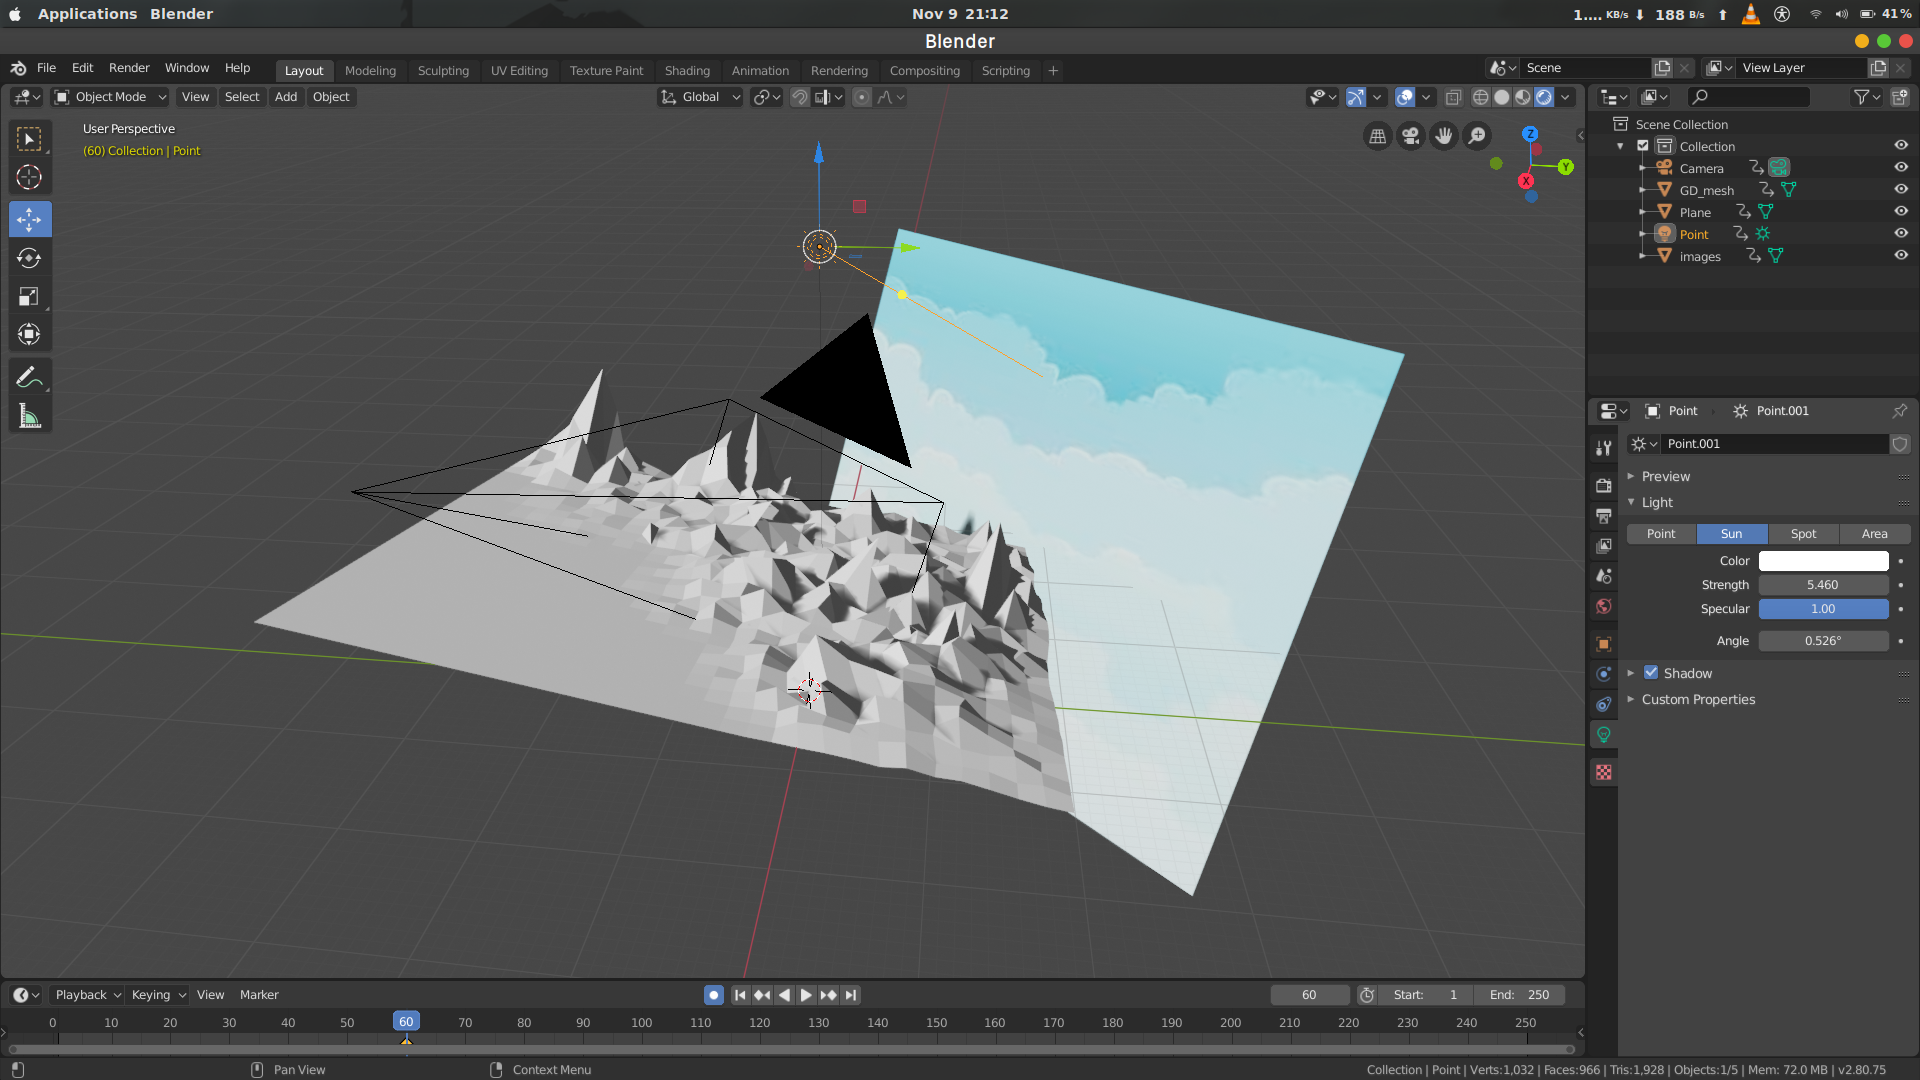 Applications Blender Nov 9 21:12 1.... KB/s 188 B/s 41%
Blender
File Edit Render Window Help Layout Modeling Sculpting UV Editing Texture Paint Shading Animation Rendering Compositing Scripting + Scene View Layer
Object Mode View Select Add Object Global
User Perspective
(60) Collection | Point
Z
Y
X
Scene Collection
Collection
Camera
GD_mesh
Plane
Point
images
Point Point.001
Point.001
Preview
Light
Point Sun Spot Area
Color
Strength 5.460
Specular 1.00
Angle 0.526°
Shadow
Custom Properties
Playback Keying View Marker 60 Start: 1 End: 250
0 10 20 30 40 50 60 70 80 90 100 110 120 130 140 150 160 170 180 190 200 210 220 230 240 250
Pan View Context Menu Collection | Point | Verts:1,032 | Faces:966 | Tris:1,928 | Objects:1/5 | Mem: 72.0 MB | v2.80.75